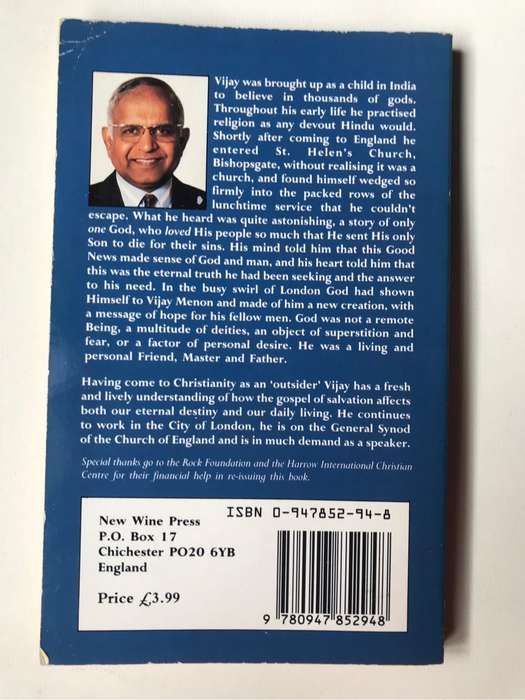 Vijay was brought up as a child in India
to believe in thousands of gods.
Throughout his early life he practised
religion as any devout Hindu would.
Shortly after coming to England he
entered St. Helen's Church,
Bishopsgate, without realising it was a
church, and found himself wedged so
firmly into the packed rows of the
lunchtime service that he couldn't
escape. What he heard was quite astonishing, a story of only
one God, who loved His people so much that He sent His only
Son to die for their sins. His mind told him that this Good
News made sense of God and man, and his heart told him that
this was the eternal truth he had been seeking and the answer
to his need. In the busy swirl of London God had shown
Himself to Vijay Menon and made of him a new creation, with
a message of hope for his fellow men. God was not a remote
Being, a multitude of deities, an object of superstition and
fear, or a factor of personal desire. He was a living and
personal Friend, Master and Father.
Having come to Christianity as an 'outsider' Vijay has a fresh
and lively understanding of how the gospel of salvation affects
both our eternal destiny and our daily living. He continues
to work in the City of London, he is on the General Synod
of the Church of England and is in much demand as a speaker.
Special thanks go to the Rock Foundation and the Harrow International Christian
Centre for their financial help in re-issuing this book.
New Wine Press
P.O. Box 17
Chichester PO20 6YB
England
Price £3.99
ISBN 0-947852-94-8
9 780947 852948